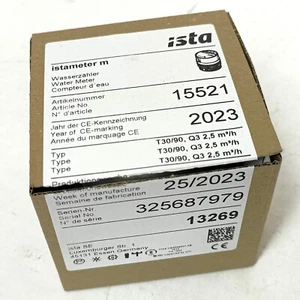 ista
istameter m
Wasserzähler
Water Meter
Compteur d'eau
Artikelnummer
Article No.
N° d'article
15521
Jahr der CE-Kennzeichnung
Year of CE-marking
Année du marquage CE
2023
Typ T30/90, Q3 2,5 m³/h
Type T30/90, Q3 2,5 m³/h
Type T30/90, Q3 2,5 m³/h
Week of manufacture
Semaine de fabrication
25/2023
Serien-Nr.
Serial No.
N° de série
325687979
13269
ista SE
Luxemburger Str. 1
45131 Essen Germany